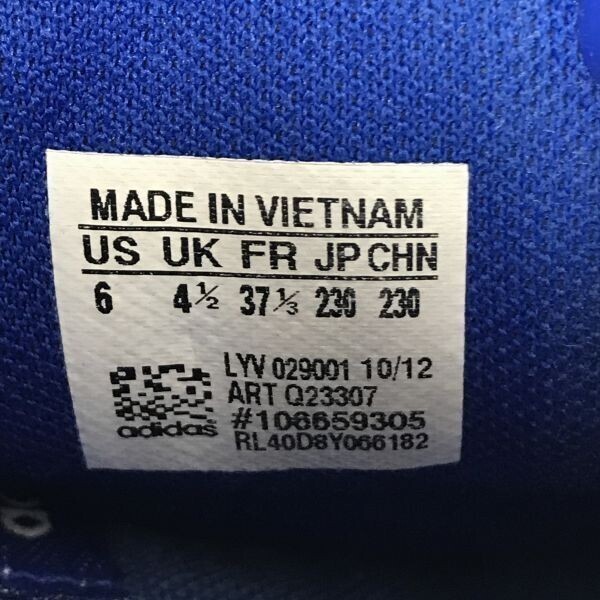 MADE IN VIETNAM
US UK FR JP CHN
6 4½ 37⅓ 230 230
LYV 029001 10/12
ART Q23307
#106659305
adidas RL40D8Y066182